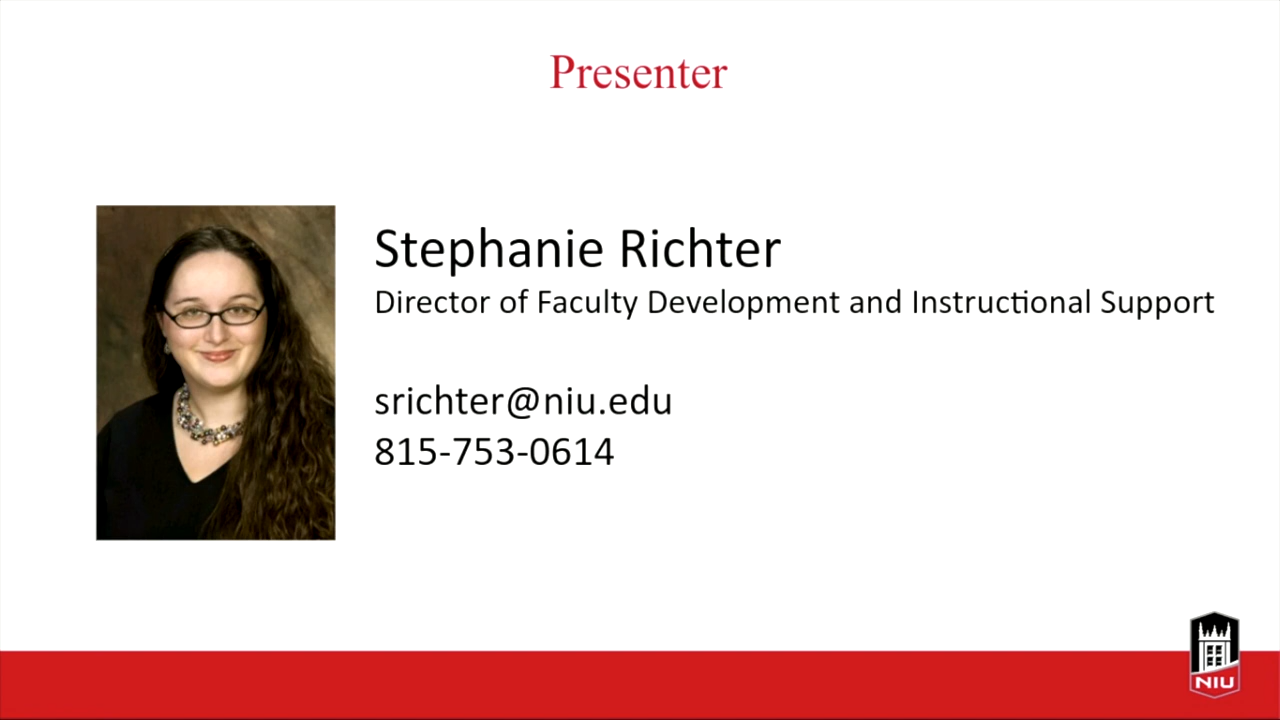 Presenter
Stephanie Richter
Director of Faculty Development and Instructional Support
srichter@niu.edu
815-753-0614
NIU